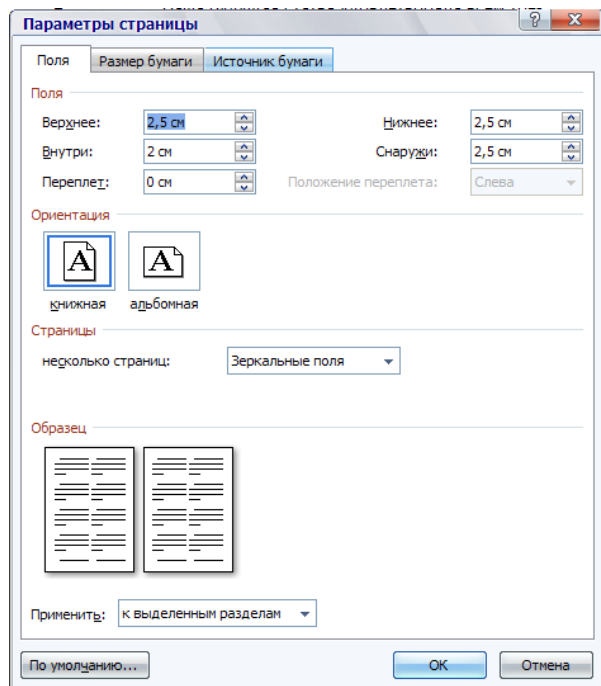 Параметры страницы
Поля Размер бумаги Источник бумаги
Поля
Верхнее: 2,5 см Нижнее: 2,5 см
Внутри: 2 см Снаружи: 2,5 см
Переплет: 0 см Положение переплета: Слева
Ориентация
A A
книжная альбомная
Страницы
несколько страниц: Зеркальные поля
Образец
Применить: к выделенным разделам
По умолчанию... ОК Отмена